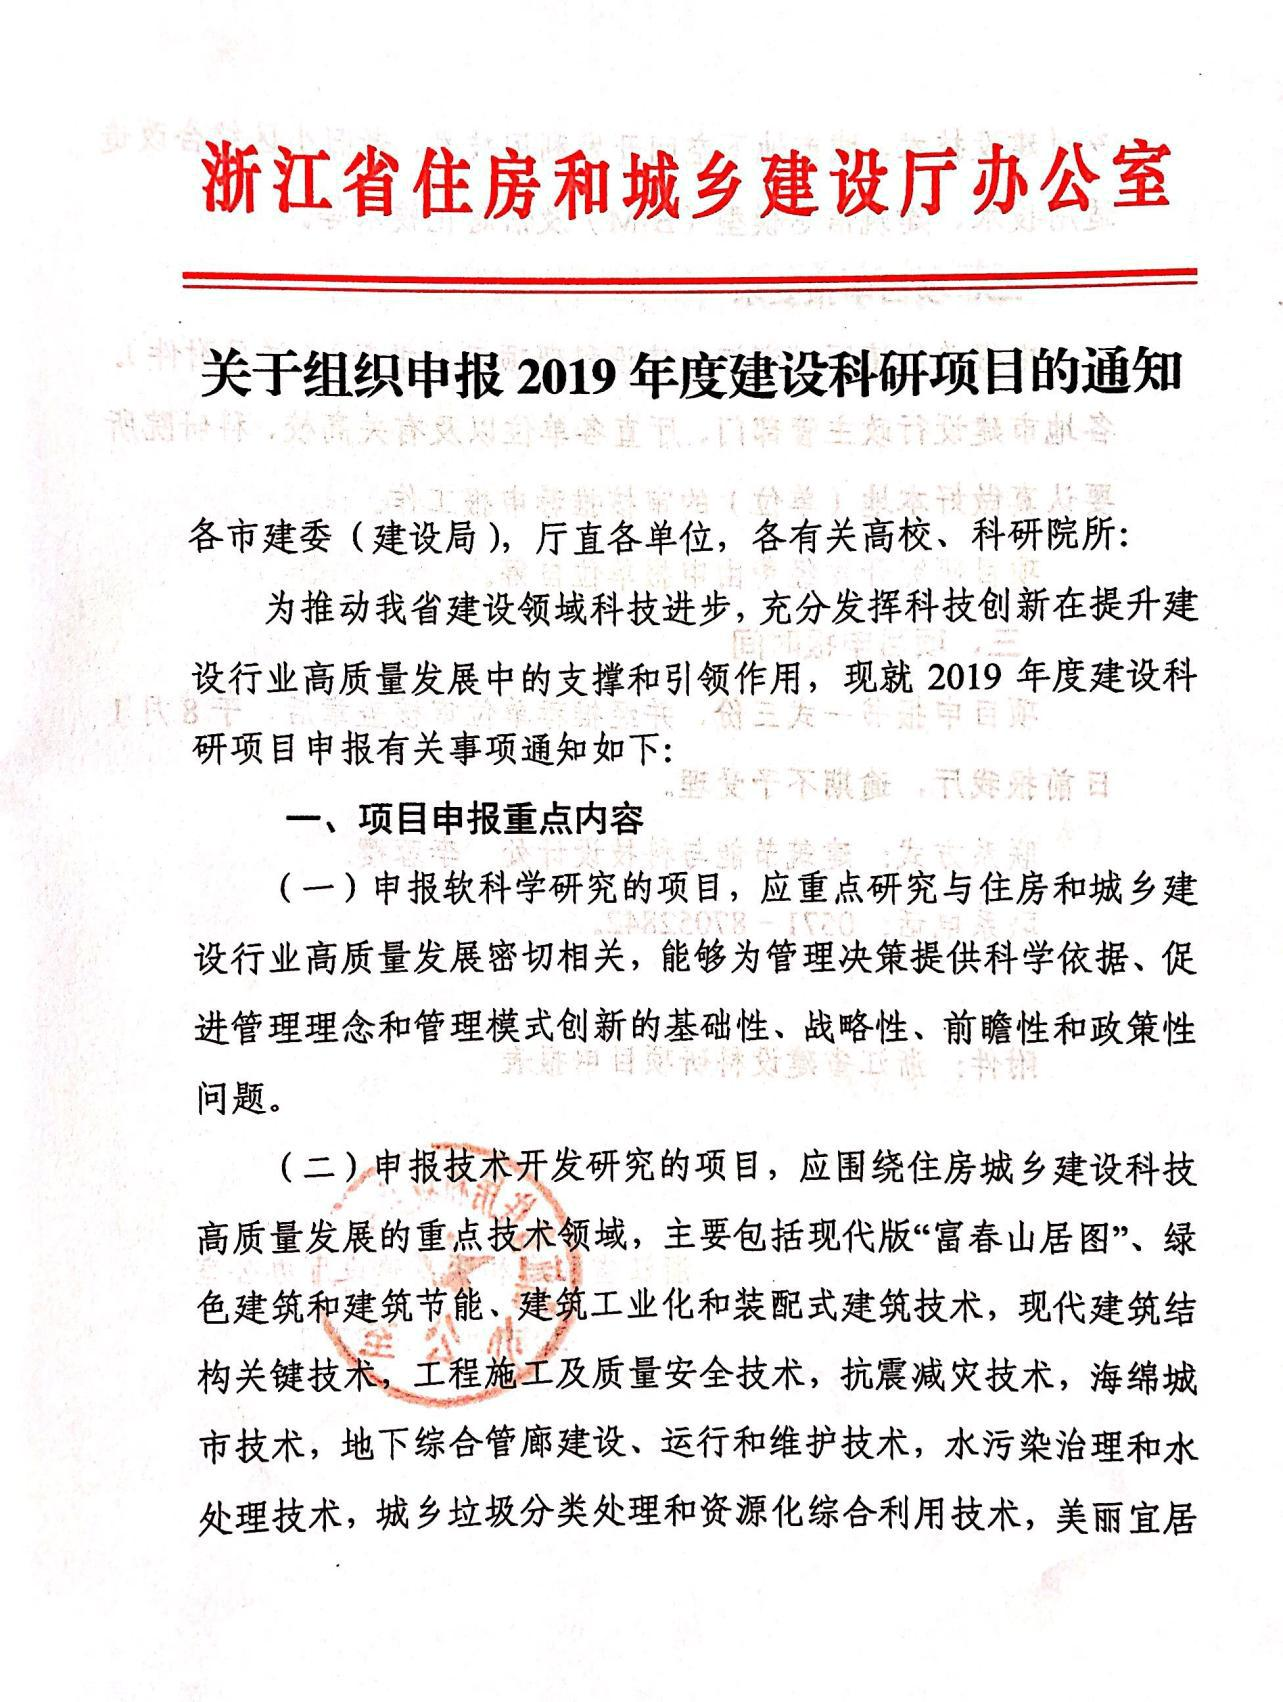 浙江省住房和城乡建设厅办公室
关于组织申报 2019 年度建设科研项目的通知
各市建委（建设局），厅直各单位，各有关高校、科研院所：
为推动我省建设领域科技进步，充分发挥科技创新在提升建
设行业高质量发展中的支撑和引领作用，现就 2019 年度建设科
研项目申报有关事项通知如下：
一、项目申报重点内容
（一）申报软科学研究的项目，应重点研究与住房和城乡建
设行业高质量发展密切相关，能够为管理决策提供科学依据、促
进管理理念和管理模式创新的基础性、战略性、前瞻性和政策性
问题。
（二）申报技术开发研究的项目，应围绕住房城乡建设科技
高质量发展的重点技术领域，主要包括现代版“富春山居图”、绿
色建筑和建筑节能、建筑工业化和装配式建筑技术，现代建筑结
构关键技术，工程施工及质量安全技术，抗震减灾技术，海绵城
市技术，地下综合管廊建设、运行和维护技术，水污染治理和水
处理技术，城乡垃圾分类处理和资源化综合利用技术，美丽宜居